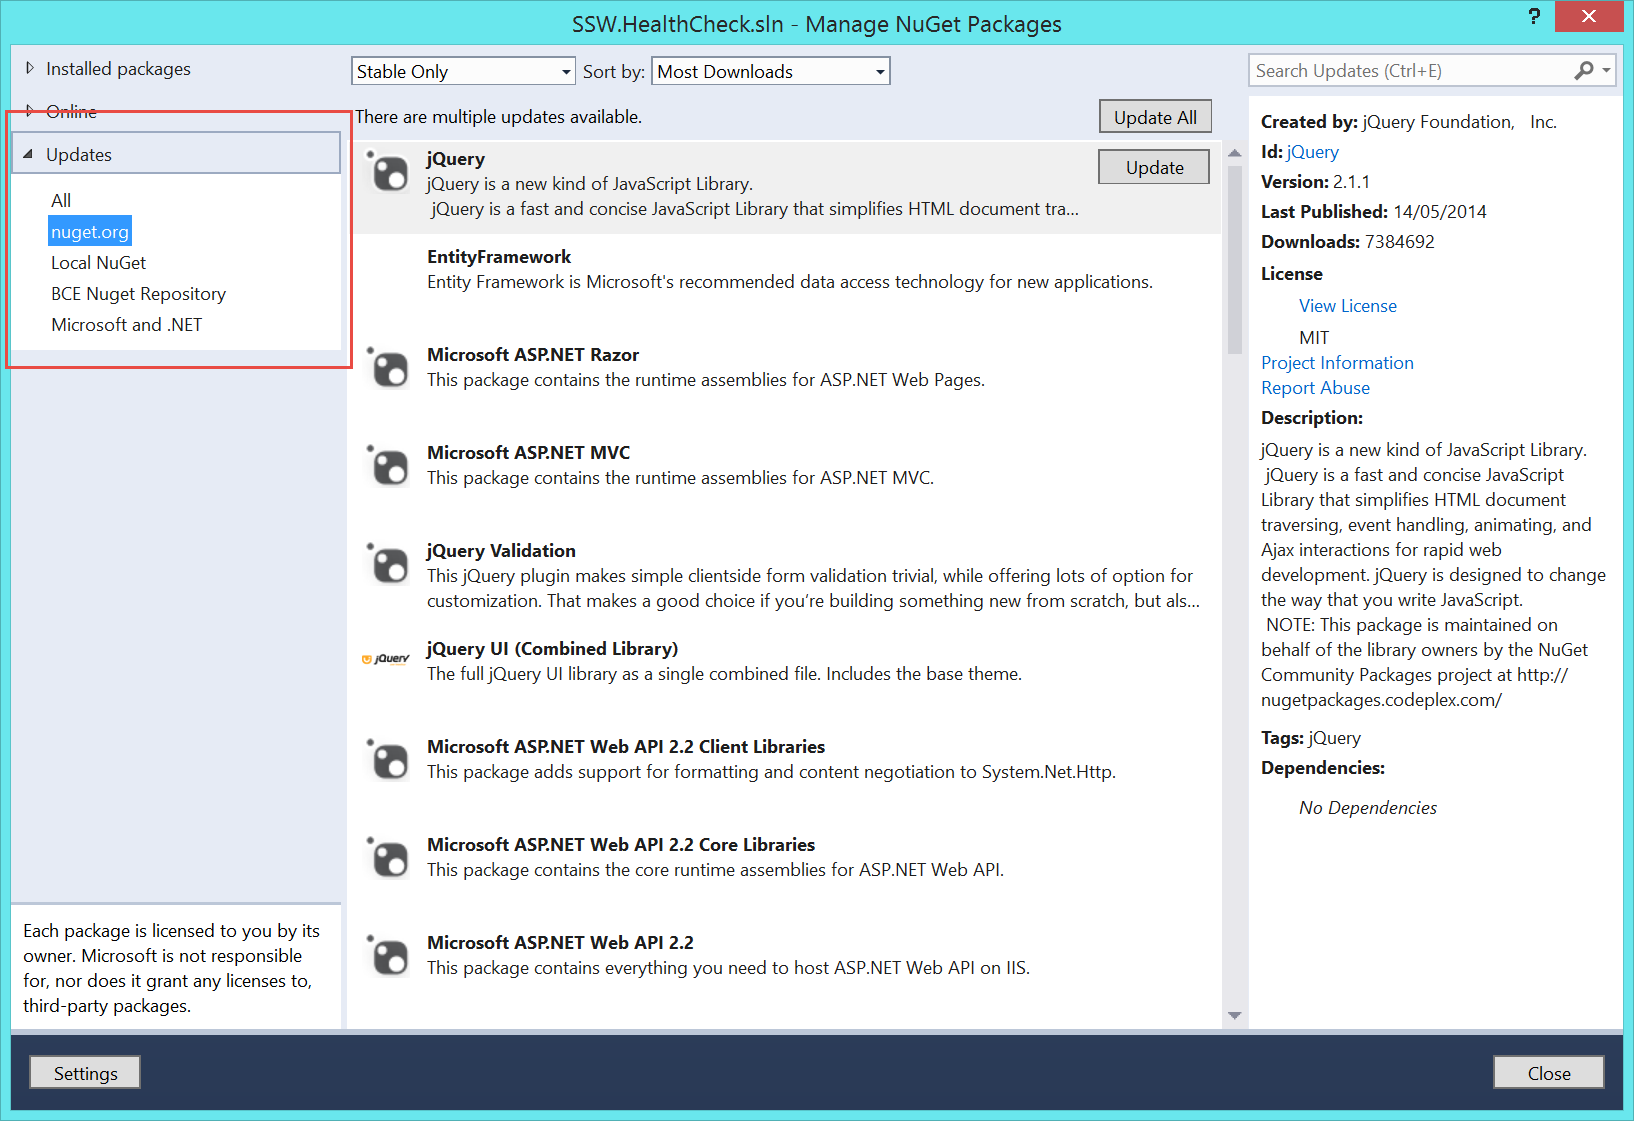 SSW.HealthCheck.sln - Manage NuGet Packages
?
Installed packages
Online
Updates
All
nuget.org
Local NuGet
BCE Nuget Repository
Microsoft and .NET
Each package is licensed to you by its
owner. Microsoft is not responsible
for, nor does it grant any licenses to,
third-party packages.
Stable Only
Sort by:
Most Downloads
There are multiple updates available.
Update All
jQuery
Update
jQuery is a new kind of JavaScript Library.
jQuery is a fast and concise JavaScript Library that simplifies HTML document tra...
EntityFramework
Entity Framework is Microsoft's recommended data access technology for new applications.
Microsoft ASP.NET Razor
This package contains the runtime assemblies for ASP.NET Web Pages.
Microsoft ASP.NET MVC
This package contains the runtime assemblies for ASP.NET MVC.
jQuery Validation
This jQuery plugin makes simple clientside form validation trivial, while offering lots of option for
customization. That makes a good choice if you’re building something new from scratch, but als...
jQuery
jQuery UI (Combined Library)
The full jQuery UI library as a single combined file. Includes the base theme.
Microsoft ASP.NET Web API 2.2 Client Libraries
This package adds support for formatting and content negotiation to System.Net.Http.
Microsoft ASP.NET Web API 2.2 Core Libraries
This package contains the core runtime assemblies for ASP.NET Web API.
Microsoft ASP.NET Web API 2.2
This package contains everything you need to host ASP.NET Web API on IIS.
Search Updates (Ctrl+E)
Created by: jQuery Foundation,   Inc.
Id: jQuery
Version: 2.1.1
Last Published: 14/05/2014
Downloads: 7384692
License
View License
MIT
Project Information
Report Abuse
Description:
jQuery is a new kind of JavaScript Library.
jQuery is a fast and concise JavaScript
Library that simplifies HTML document
traversing, event handling, animating, and
Ajax interactions for rapid web
development. jQuery is designed to change
the way that you write JavaScript.
NOTE: This package is maintained on
behalf of the library owners by the NuGet
Community Packages project at http://
nugetpackages.codeplex.com/
Tags: jQuery
Dependencies:
No Dependencies
Settings
Close